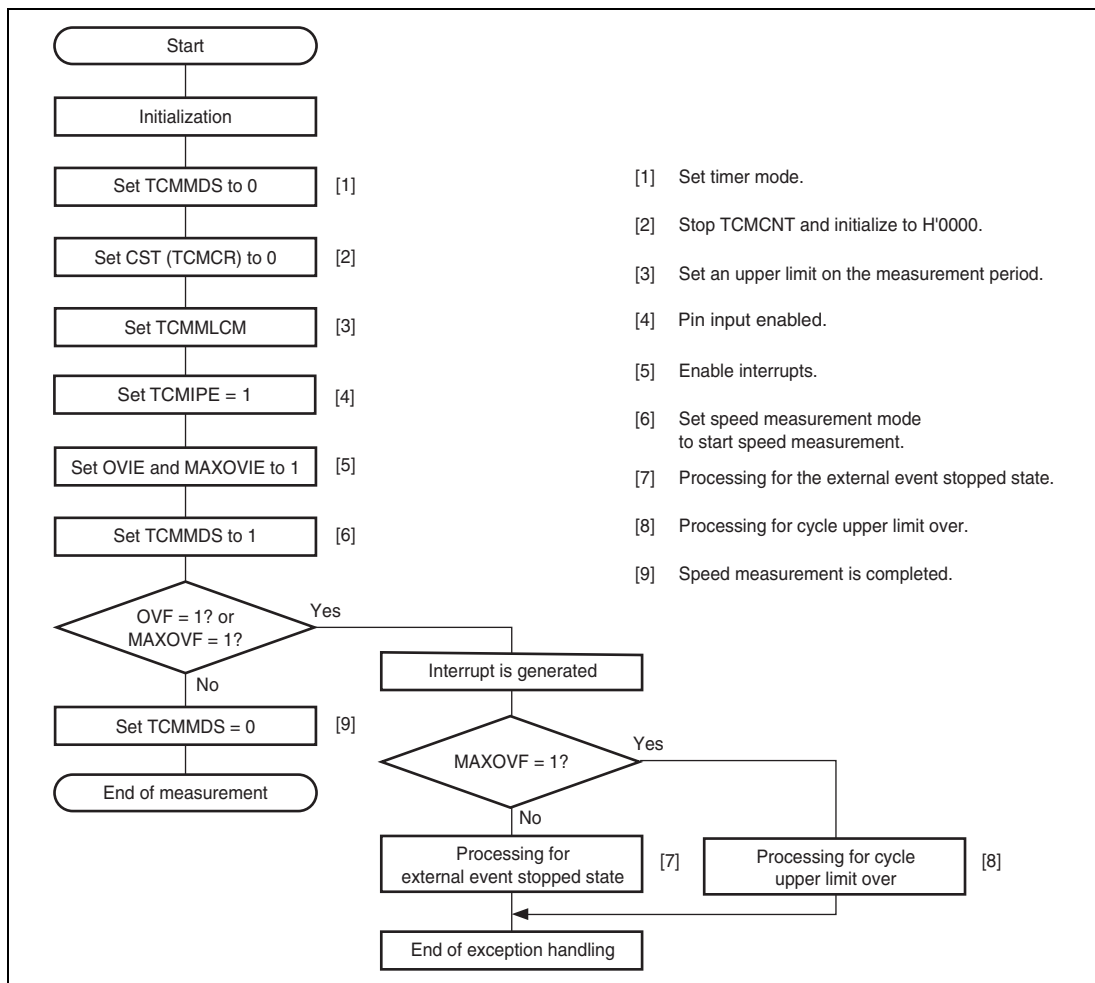 Start
Initialization
Set TCMMDS to 0
[1]
Set CST (TCMCR) to 0
[2]
Set TCMMLCM
[3]
Set TCMIPE = 1
[4]
Set OVIE and MAXOVIE to 1
[5]
Set TCMMDS to 1
[6]
OVF = 1? or
MAXOVF = 1?
Yes
No
Set TCMMDS = 0
[9]
End of measurement
Interrupt is generated
MAXOVF = 1?
Yes
No
Processing for
external event stopped state
[7]
Processing for cycle
upper limit over
[8]
End of exception handling
[1] Set timer mode.
[2] Stop TCMCNT and initialize to H'0000.
[3] Set an upper limit on the measurement period.
[4] Pin input enabled.
[5] Enable interrupts.
[6] Set speed measurement mode
to start speed measurement.
[7] Processing for the external event stopped state.
[8] Processing for cycle upper limit over.
[9] Speed measurement is completed.